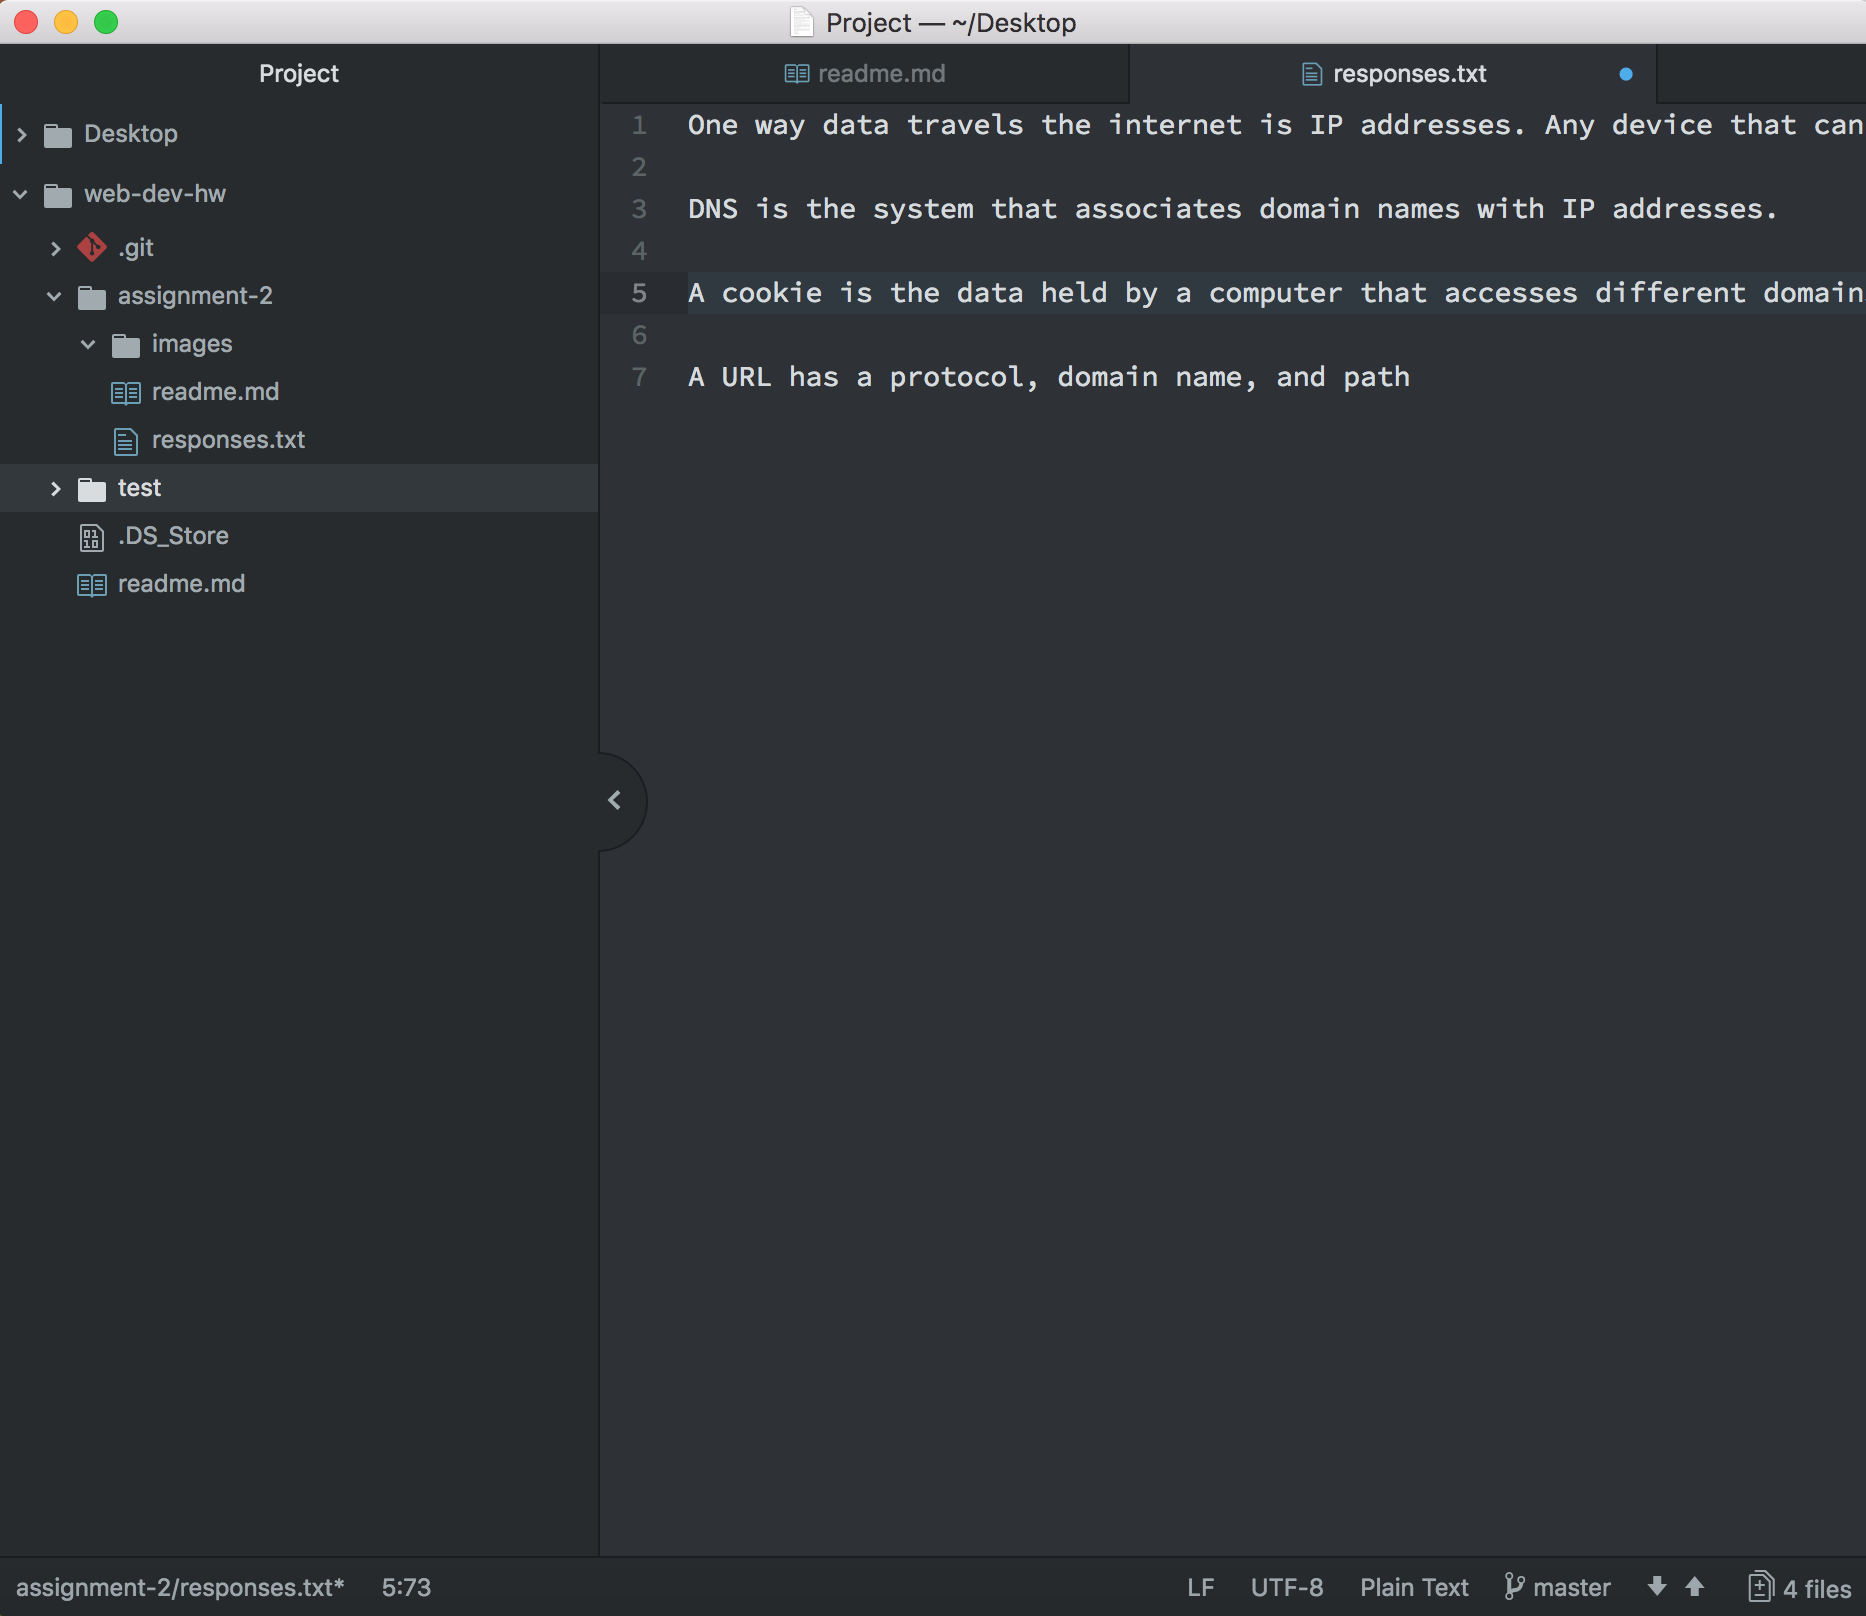 Project — ~/Desktop
Project
readme.md
responses.txt
Desktop
web-dev-hw
.git
assignment-2
images
readme.md
responses.txt
test
.DS_Store
readme.md
1 One way data travels the internet is IP addresses. Any device that can
2
3 DNS is the system that associates domain names with IP addresses.
4
5 A cookie is the data held by a computer that accesses different domain
6
7 A URL has a protocol, domain name, and path
assignment-2/responses.txt* 5:73 LF UTF-8 Plain Text master 4 files